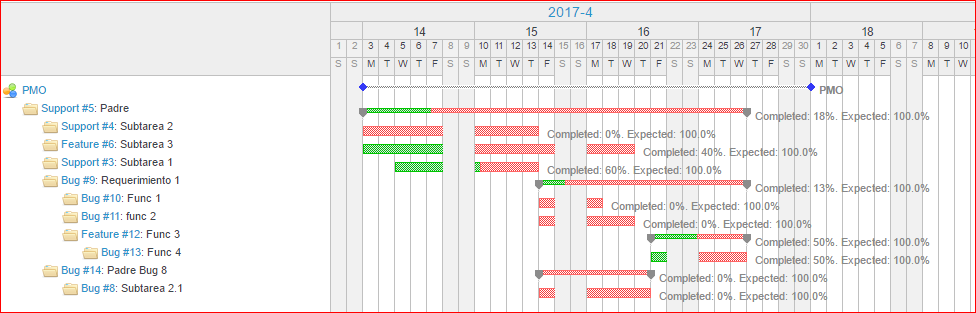 2017-4
14 15 16 17 18
1 2 3 4 5 6 7 8 9 10 11 12 13 14 15 16 17 18 19 20 21 22 23 24 25 26 27 28 29 30 1 2 3 4 5 6 7 8 9 10
S S M T W T F S S M T W T F S S M T W T F S S M T W T F S S M T W T F S S M T W
PMO PMO
Support #5: Padre Completed: 18%. Expected: 100.0%
Support #4: Subtarea 2 Completed: 0%. Expected: 100.0%
Feature #6: Subtarea 3 Completed: 40%. Expected: 100.0%
Support #3: Subtarea 1 Completed: 60%. Expected: 100.0%
Bug #9: Requerimiento 1 Completed: 13%. Expected: 100.0%
Bug #10: Func 1 Completed: 0%. Expected: 100.0%
Bug #11: func 2 Completed: 0%. Expected: 100.0%
Feature #12: Func 3 Completed: 50%. Expected: 100.0%
Bug #13: Func 4 Completed: 50%. Expected: 100.0%
Bug #14: Padre Bug 8 Completed: 0%. Expected: 100.0%
Bug #8: Subtarea 2.1 Completed: 0%. Expected: 100.0%